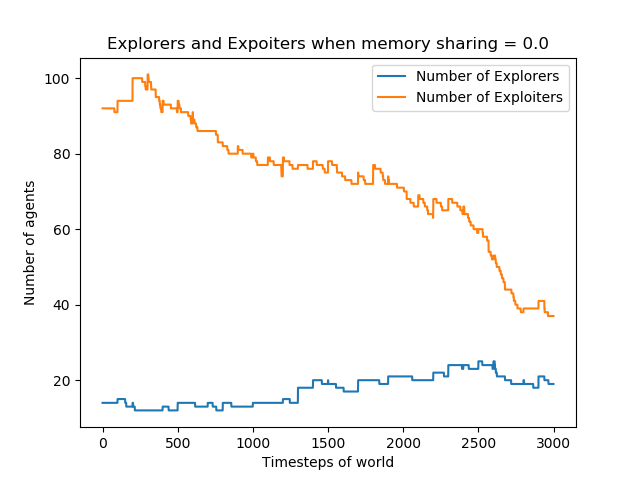 Explorers and Expoiters when memory sharing = 0.0
Number of Explorers
Number of Exploiters
100
80
60
40
20
Number of agents
0
500
1000
1500
2000
2500
3000
Timesteps of world